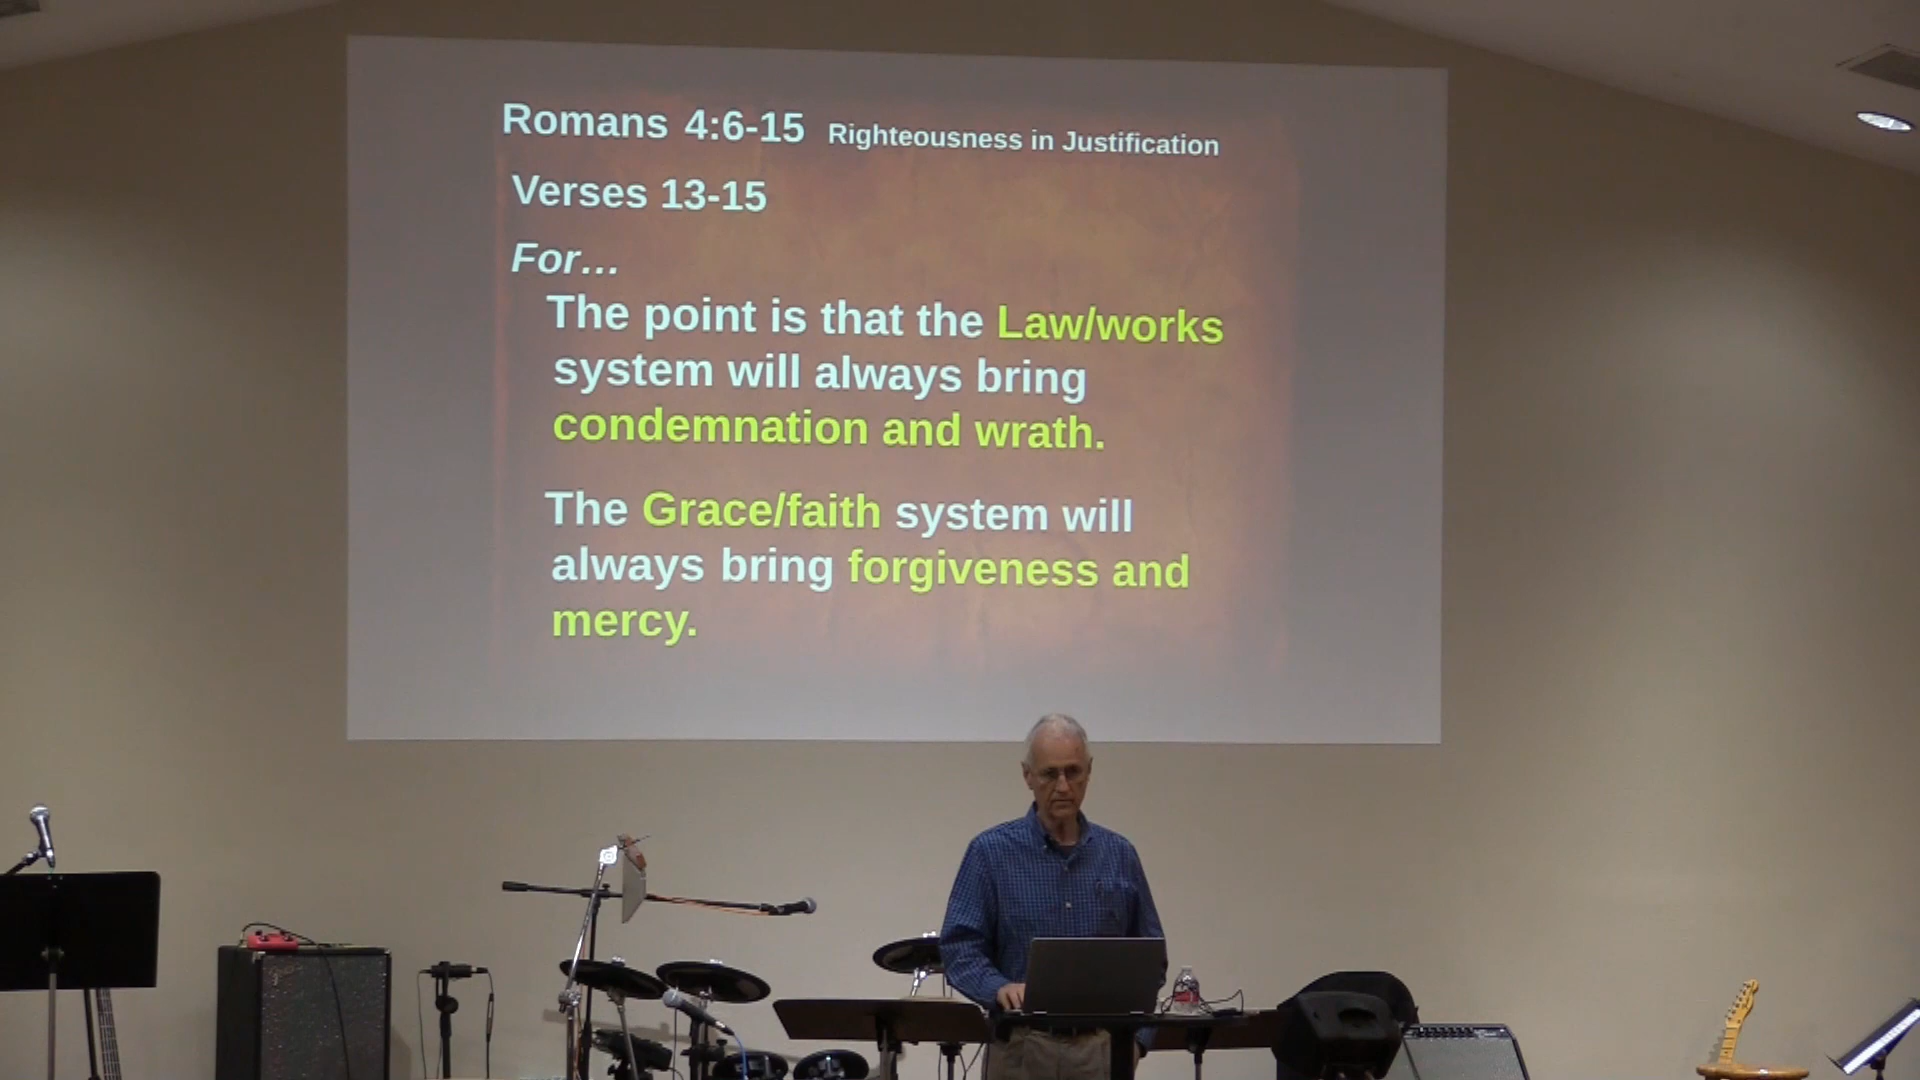 Romans 4:6-15 Righteousness in Justification
Verses 13-15
For...
The point is that the Law/works
system will always bring
condemnation and wrath.
The Grace/faith system will
always bring forgiveness and
mercy.